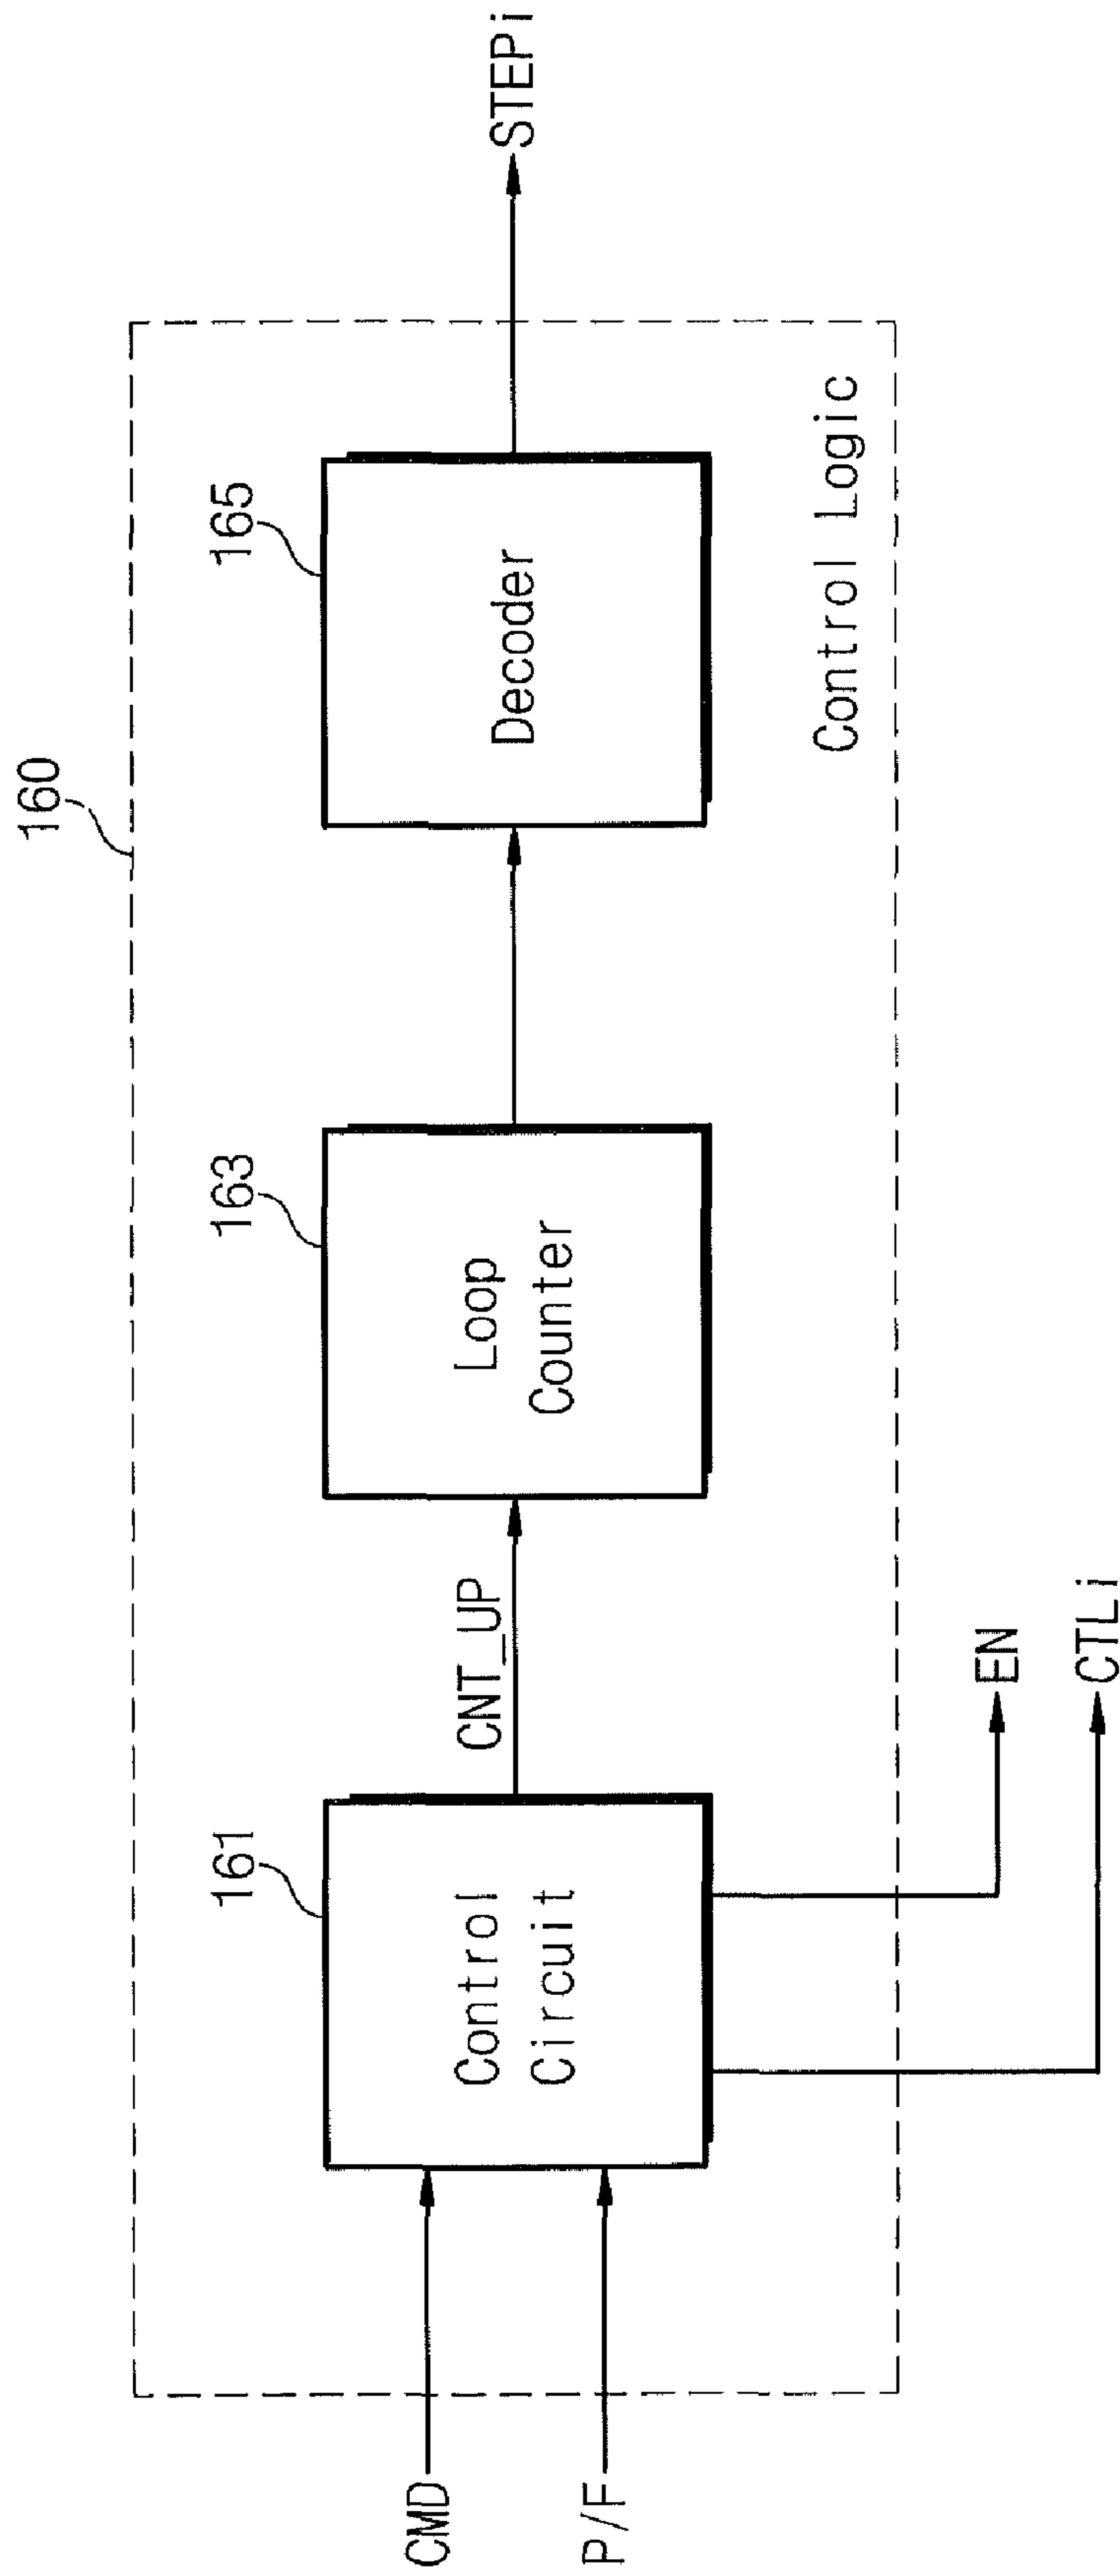 160
161
163
165
CMD
P/F
Control
Circuit
CNT_UP
Loop
Counter
Decoder
STEPi
Control Logic
EN
CTLi